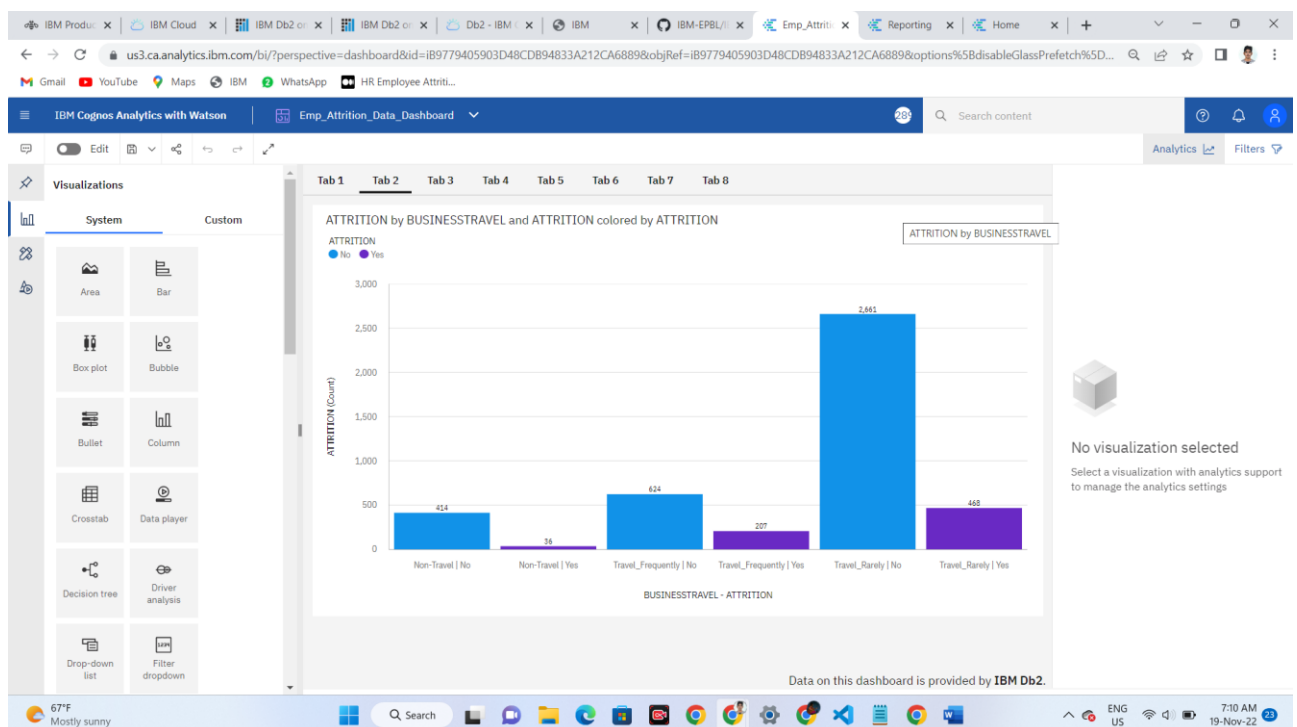 IBM Produc
IBM Cloud
IBM Db2 or
IBM Db2 or
Db2 - IBM
IBM
IBM-EPBL/
Emp_Attriti
Reporting
Home
us3.ca.analytics.ibm.com/bi/?perspective=dashboard&id=iB9779405903D48CDB94833A212CA6889&objRef=iB9779405903D48CDB94833A212CA6889&options%5BdisableGlassPrefetch%5D...
Gmail YouTube Maps IBM WhatsApp HR Employee Attriti...
IBM Cognos Analytics with Watson
Emp_Attrition_Data_Dashboard
289
Search content
Edit
Analytics
Filters
Visualizations
System Custom
Area Bar
Box plot Bubble
Bullet Column
Crosstab Data player
Decision tree Driver
analysis
Drop-down
list
Filter
dropdown
Tab 1 Tab 2 Tab 3 Tab 4 Tab 5 Tab 6 Tab 7 Tab 8
ATTRITION by BUSINESSTRAVEL and ATTRITION colored by ATTRITION
ATTRITION by BUSINESSTRAVEL
ATTRITION
No Yes
3,000
2,500
2,000
1,500
1,000
500
0
ATTRITION (Count)
414
36
624
207
2,661
468
Non-Travel | No
Non-Travel | Yes
Travel_Frequently | No
Travel_Frequently | Yes
Travel_Rarely | No
Travel_Rarely | Yes
BUSINESSTRAVEL - ATTRITION
No visualization selected
Select a visualization with analytics support
to manage the analytics settings
Data on this dashboard is provided by IBM Db2.
67°F
Mostly sunny
Search
ENG
US
7:10 AM
19-Nov-22
23